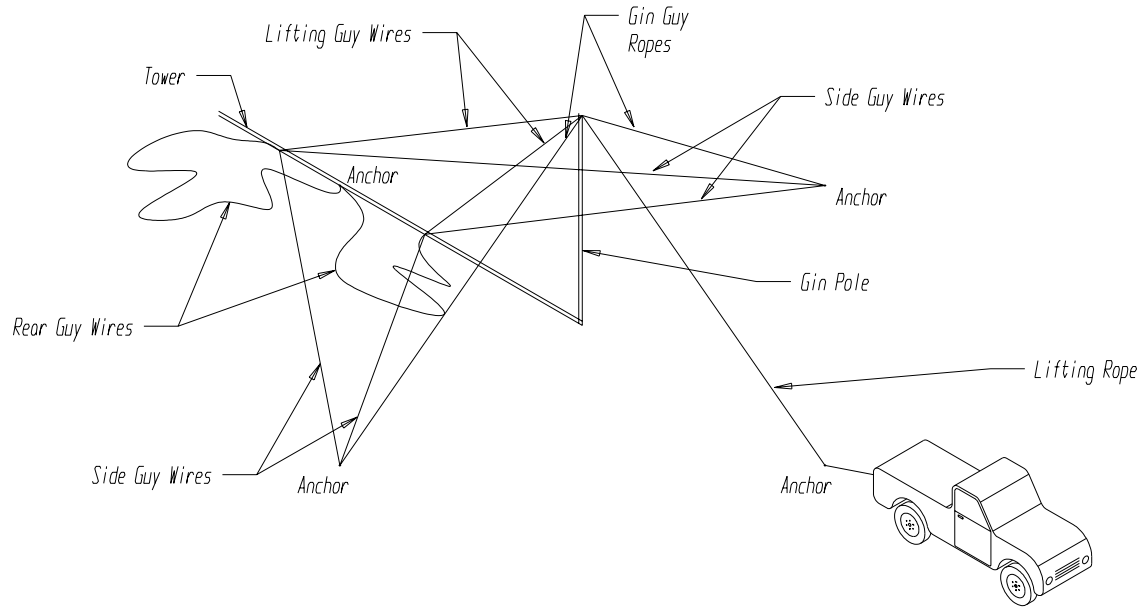 Gin Guy
Ropes
Lifting Guy Wires
Tower
Side Guy Wires
Anchor
Anchor
Gin Pole
Rear Guy Wires
Lifting Rope
Side Guy Wires
Anchor
Anchor